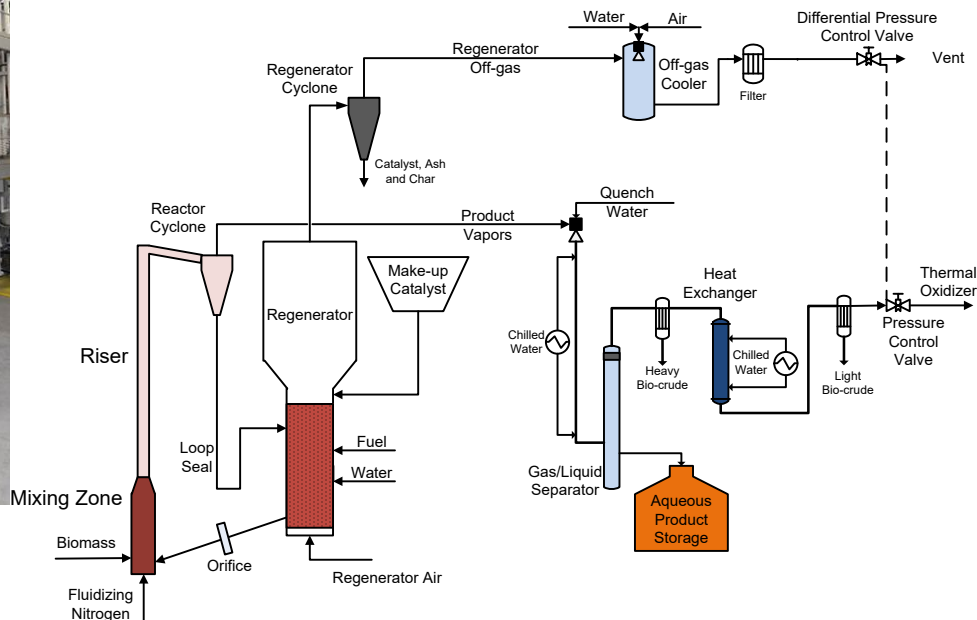 Water
Air
Differential Pressure
Control Valve
Vent
Regenerator
Off-gas
Off-gas
Cooler
Filter
Regenerator
Cyclone
Catalyst, Ash
and Char
Reactor
Cyclone
Product
Vapors
Quench
Water
Make-up
Catalyst
Regenerator
Heat
Exchanger
Thermal
Oxidizer
Pressure
Control
Valve
Chilled
Water
Chilled
Water
Heavy
Bio-crude
Light
Bio-crude
Riser
Loop
Seal
Fuel
Water
Gas/Liquid
Separator
Aqueous
Product
Storage
Mixing Zone
Biomass
Orifice
Regenerator Air
Fluidizing
Nitrogen